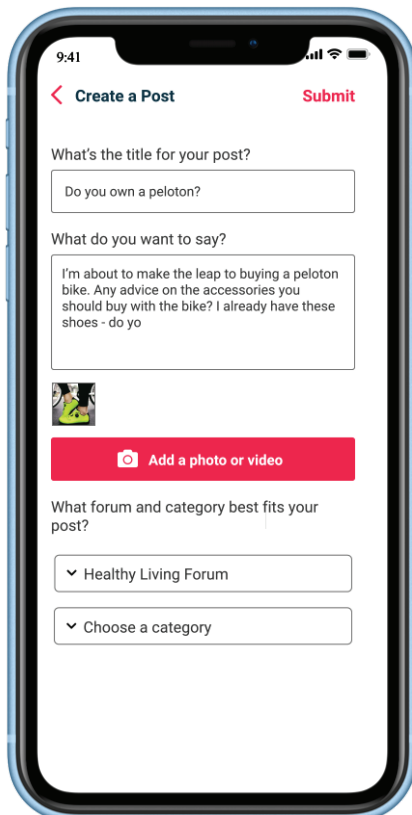 9:41
Create a Post
Submit
What's the title for your post?
Do you own a peloton?
What do you want to say?
I'm about to make the leap to buying a peloton
bike. Any advice on the accessories you
should buy with the bike? I already have these
shoes - do yo
Add a photo or video
What forum and category best fits your
post?
Healthy Living Forum
Choose a category